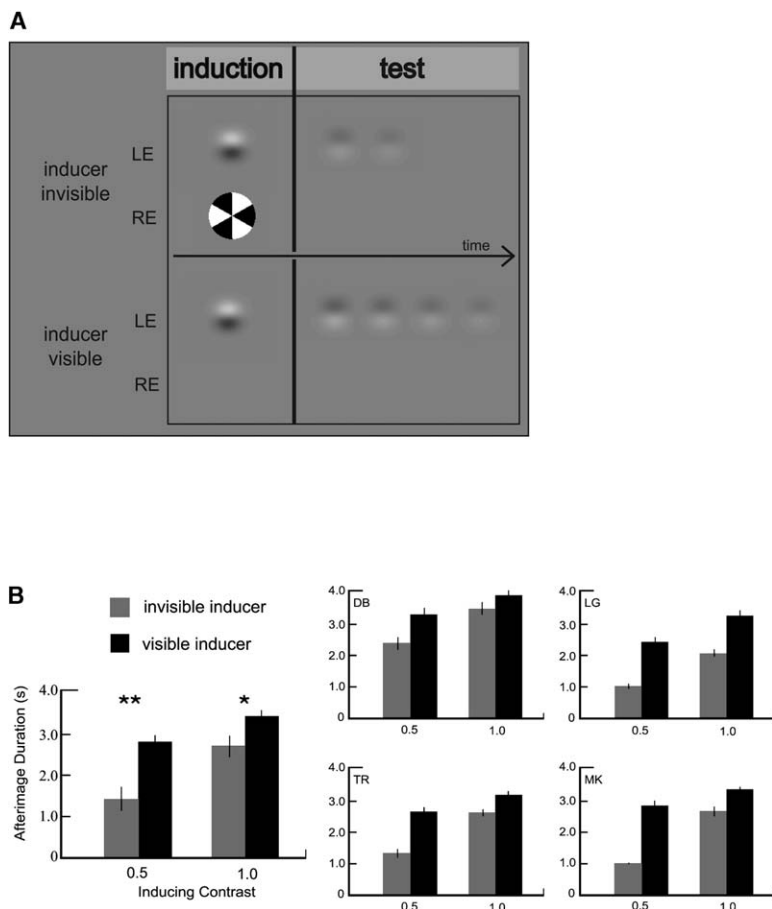 A
induction test
inducer
invisible
LE
RE
time
inducer
visible
LE
RE
B
invisible inducer
visible inducer
Afterimage Duration (s)
4.0
3.0
2.0
1.0
0
** *
0.5 1.0
Inducing Contrast
DB
4.0
3.0
2.0
1.0
0
0.5 1.0
LG
4.0
3.0
2.0
1.0
0
0.5 1.0
TR
4.0
3.0
2.0
1.0
0
0.5 1.0
MK
4.0
3.0
2.0
1.0
0
0.5 1.0